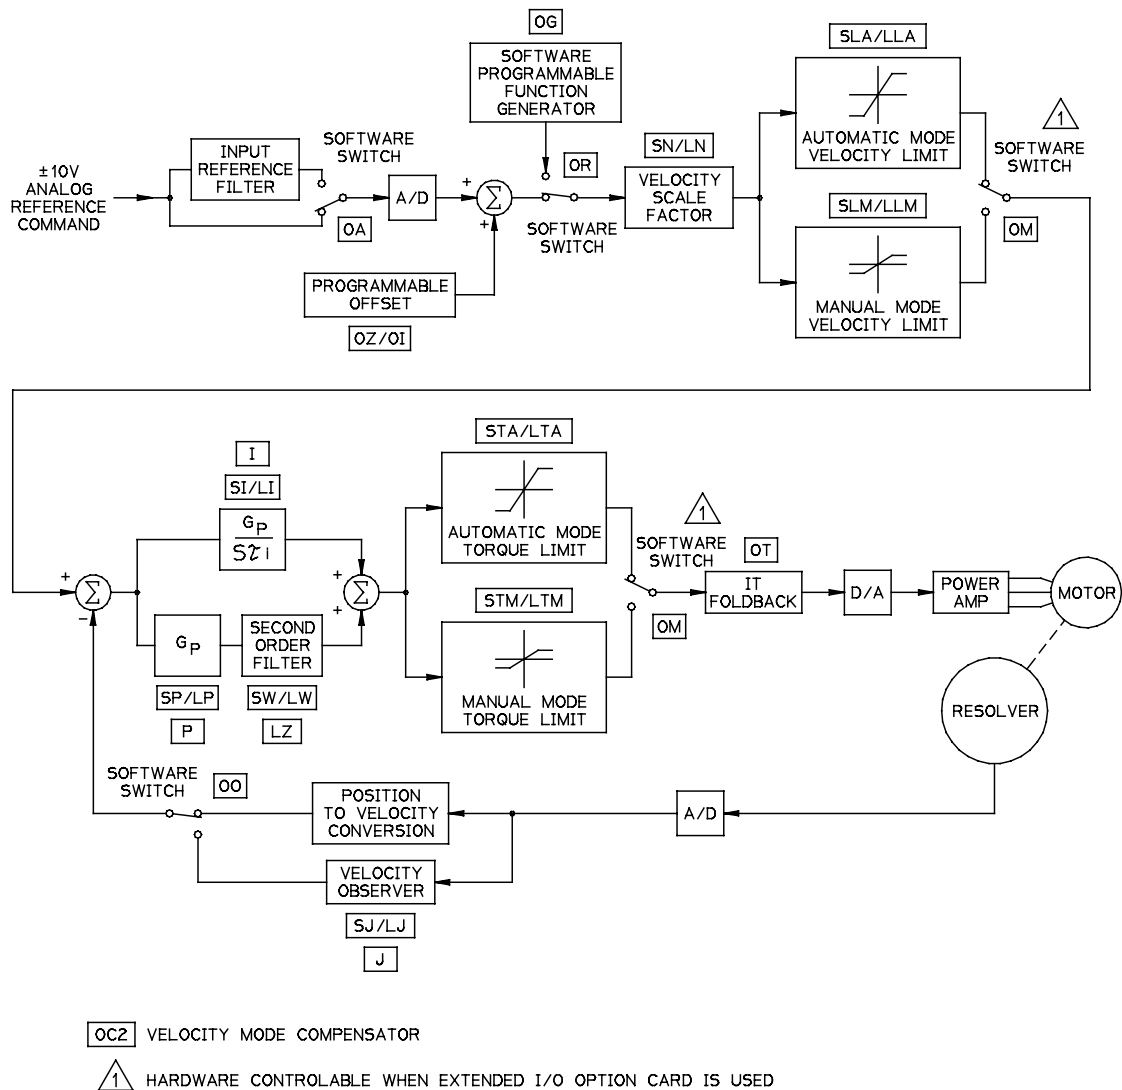 OG
SOFTWARE
PROGRAMMABLE
FUNCTION
GENERATOR
SLA/LLA
AUTOMATIC MODE
VELOCITY LIMIT
1
SOFTWARE
SWITCH
±10V
ANALOG
REFERENCE
COMMAND
INPUT
REFERENCE
FILTER
SOFTWARE
SWITCH
OA
A/D
+
Σ
+
OR
SOFTWARE
SWITCH
SN/LN
VELOCITY
SCALE
FACTOR
SLM/LLM
MANUAL MODE
VELOCITY LIMIT
OM
PROGRAMMABLE
OFFSET
OZ/OI
STA/LTA
AUTOMATIC MODE
TORQUE LIMIT
I
SI/LI
GP
Sτi
+
Σ
−
GP
SP/LP
P
SECOND
ORDER
FILTER
SW/LW
LZ
+
Σ
+
STM/LTM
MANUAL MODE
TORQUE LIMIT
1
SOFTWARE
SWITCH
OM
OT
IT
FOLDBACK
D/A
POWER
AMP
MOTOR
RESOLVER
SOFTWARE
SWITCH
OO
POSITION
TO VELOCITY
CONVERSION
A/D
VELOCITY
OBSERVER
SJ/LJ
J
OC2 VELOCITY MODE COMPENSATOR
1 HARDWARE CONTROLABLE WHEN EXTENDED I/O OPTION CARD IS USED